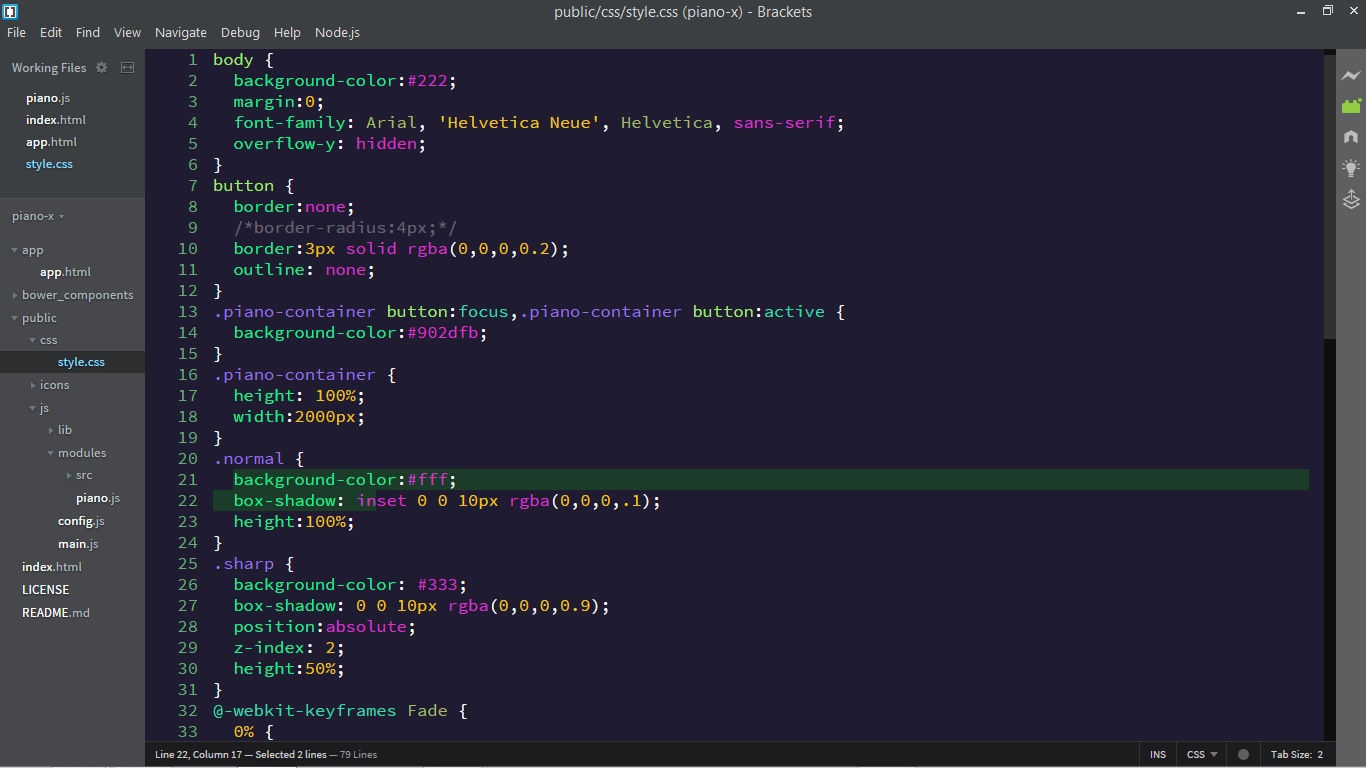 public/css/style.css (piano-x) - Brackets
File Edit Find View Navigate Debug Help Node.js
Working Files
piano.js
index.html
app.html
style.css
piano-x
app
app.html
bower_components
public
css
style.css
icons
js
lib
modules
src
piano.js
config.js
main.js
index.html
LICENSE
README.md
1 body {
2   background-color:#222;
3   margin:0;
4   font-family: Arial, 'Helvetica Neue', Helvetica, sans-serif;
5   overflow-y: hidden;
6 }
7 button {
8   border:none;
9   /*border-radius:4px;*/
10   border:3px solid rgba(0,0,0,0.2);
11   outline: none;
12 }
13 .piano-container button:focus,.piano-container button:active {
14   background-color:#902dfb;
15 }
16 .piano-container {
17   height: 100%;
18   width:2000px;
19 }
20 .normal {
21   background-color:#fff;
22   box-shadow: inset 0 0 10px rgba(0,0,0,.1);
23   height:100%;
24 }
25 .sharp {
26   background-color: #333;
27   box-shadow: 0 0 10px rgba(0,0,0,0.9);
28   position:absolute;
29   z-index: 2;
30   height:50%;
31 }
32 @-webkit-keyframes Fade {
33   0% {
Line 22, Column 17 — Selected 2 lines — 79 Lines
INS CSS Tab Size: 2